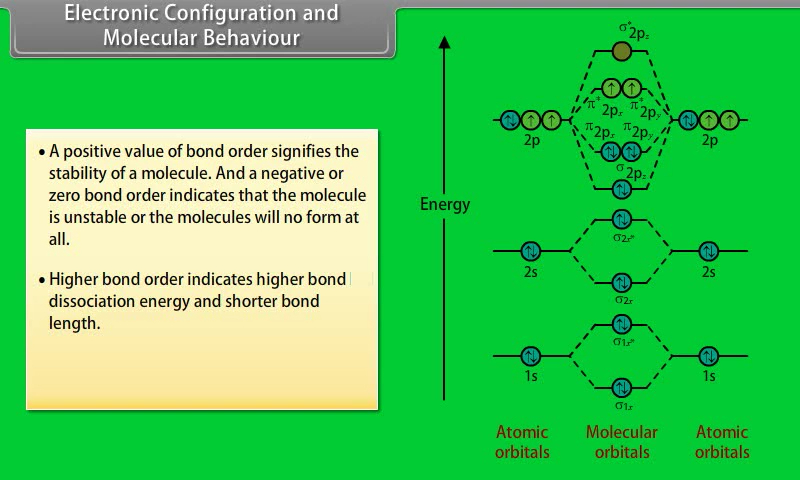 Electronic Configuration and
Molecular Behaviour
• A positive value of bond order signifies the
stability of a molecule. And a negative or
zero bond order indicates that the molecule
is unstable or the molecules will no form at
all.
• Higher bond order indicates higher bond
dissociation energy and shorter bond
length.
Energy
σ*2pz
π*2px π*2py
2p 2p
π2px π2py
σ2pz
σ2s*
2s 2s
σ2s
σ1s*
1s 1s
σ1s
Atomic
orbitals
Molecular
orbitals
Atomic
orbitals